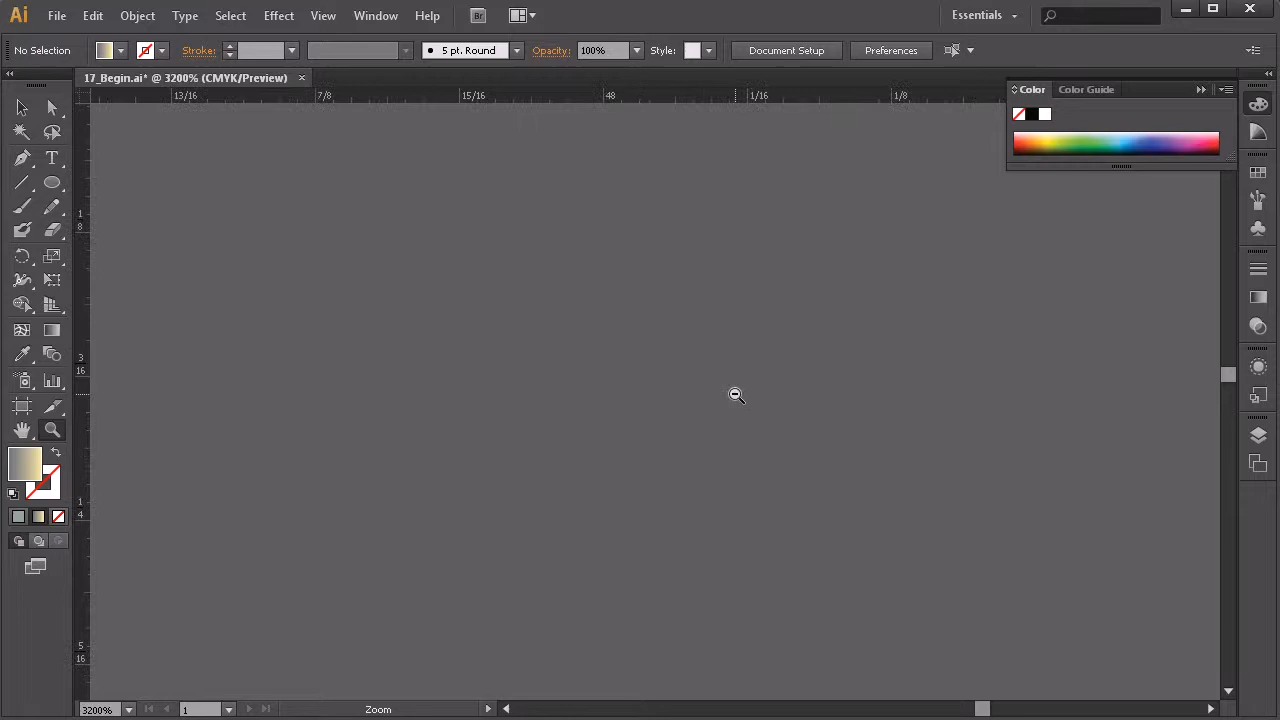 Ai File Edit Object Type Select Effect View Window Help Br Essentials
No Selection Stroke: 5 pt. Round Opacity: 100% Style: Document Setup Preferences
17_Begin.ai* @ 3200% (CMYK/Preview) ×
13/16 7/8 15/16 48 1/16 1/8
Color Color Guide
1
8
3
16
1
4
5
16
3200% 1 Zoom